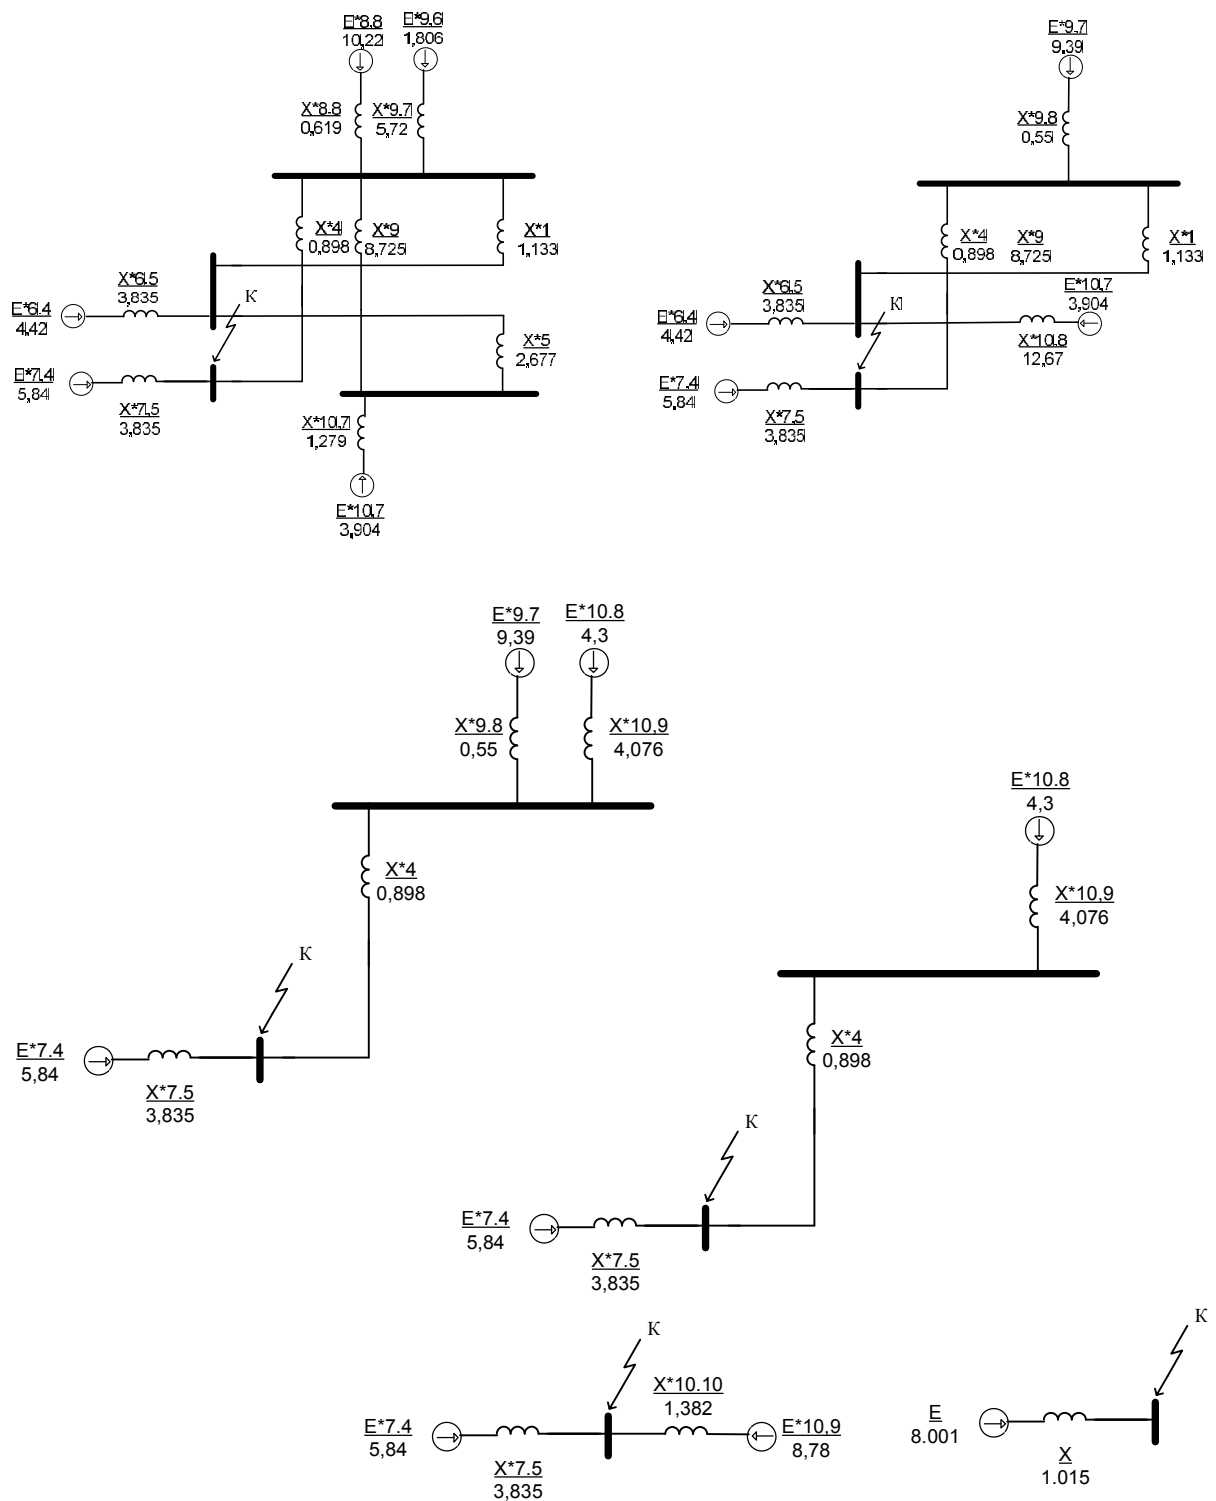 E*8.8
10,22
E*9.6
1,806
X*8.8
0,619
X*9.7
5,72
X*4
0,898
X*9
8,725
X*1
1,133
X*6.5
3,835
К
E*6.4
4,42
X*5
2,677
E*7.4
5,84
X*7.5
3,835
X*10.7
1,279
E*10.7
3,904
E*9.7
9,39
X*9.8
0,55
X*4
0,898
X*9
8,725
X*1
1,133
X*6.5
3,835
К
E*10.7
3,904
E*6.4
4,42
X*10.8
12,67
E*7.4
5,84
X*7.5
3,835
E*9.7
9,39
E*10.8
4,3
X*9.8
0,55
X*10,9
4,076
X*4
0,898
К
E*7.4
5,84
X*7.5
3,835
E*10.8
4,3
X*10,9
4,076
X*4
0,898
К
E*7.4
5,84
X*7.5
3,835
К
X*10.10
1,382
E*7.4
5,84
E*10,9
8,78
X*7.5
3,835
К
E
8.001
X
1.015